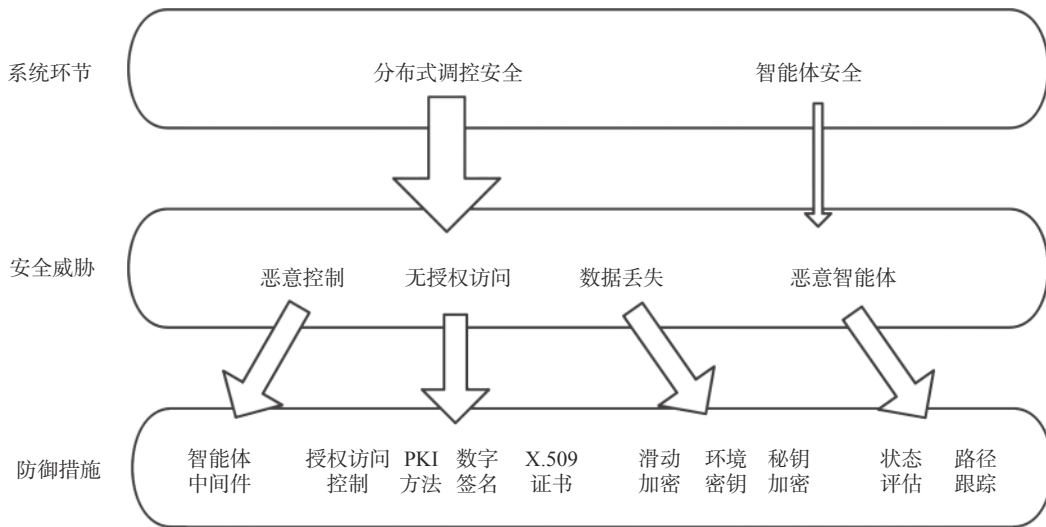 系统环节
分布式调控安全
智能体安全
安全威胁
恶意控制
无授权访问
数据丢失
恶意智能体
防御措施
智能体
中间件
授权访问
控制
PKI
方法
数字
签名
X.509
证书
滑动
加密
环境
密钥
秘钥
加密
状态
评估
路径
跟踪